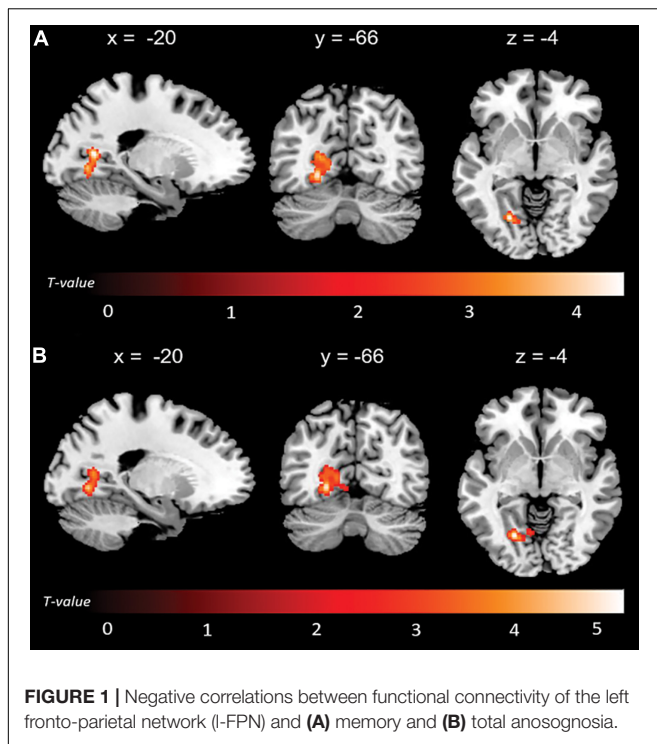 A
x = -20 y = -66 z = -4
T-value
0 1 2 3 4
B
x = -20 y = -66 z = -4
T-value
0 1 2 3 4 5
FIGURE 1 | Negative correlations between functional connectivity of the left
fronto-parietal network (l-FPN) and (A) memory and (B) total anosognosia.